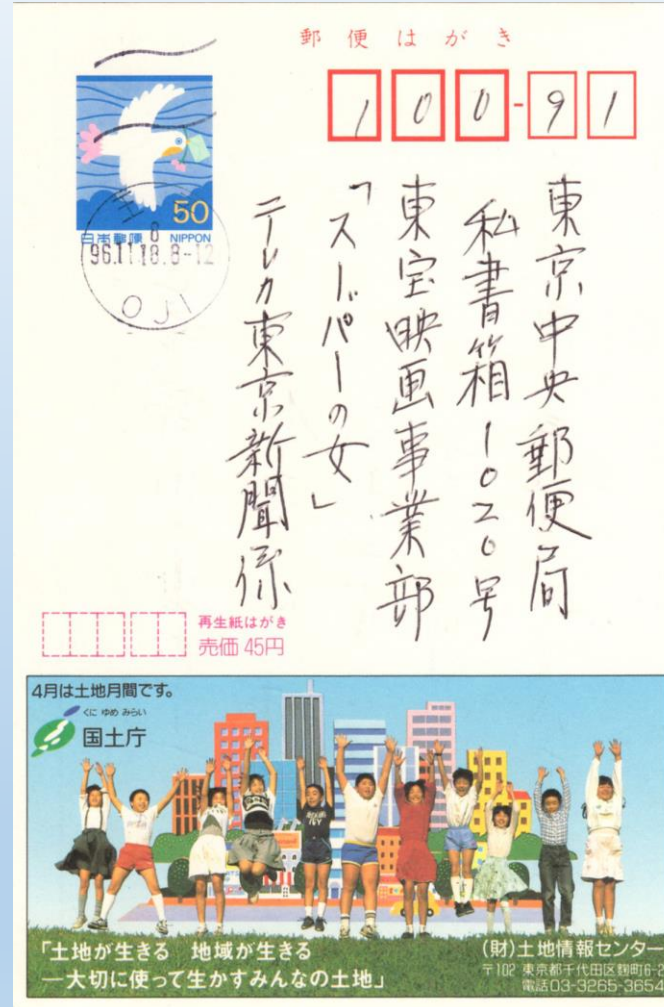 郵便はがき
100-91
50
日本郵便 NIPPON
96.11.18.8-12
OJI
東京中央郵便局
私書箱1020号
東宝映画事業部
「スーパーの女」
テレカ東京新聞係
再生紙はがき
売価 45円
4月は土地月間です。
くに ゆめ みらい
国土庁
「土地が生きる 地域が生きる
―大切に使って生かすみんなの土地」
(財)土地情報センター
〒102 東京都千代田区麴町6-2
電話03-3265-3654